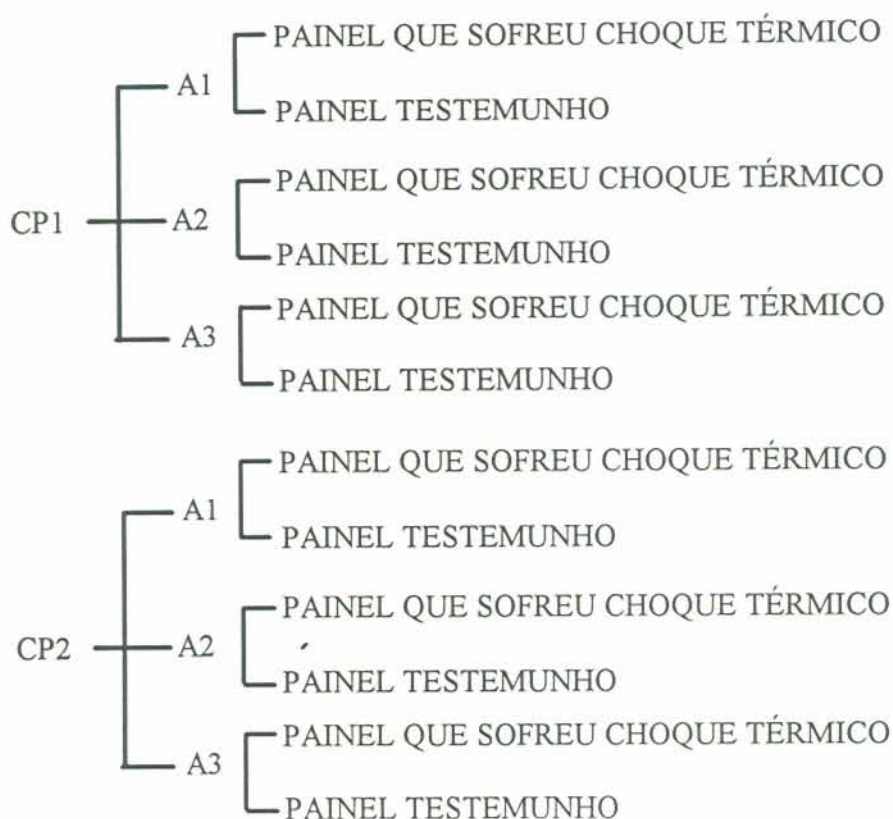 PAINEL QUE SOFREU CHOQUE TÉRMICO
A1
PAINEL TESTEMUNHO
PAINEL QUE SOFREU CHOQUE TÉRMICO
CP1
A2
PAINEL TESTEMUNHO
PAINEL QUE SOFREU CHOQUE TÉRMICO
A3
PAINEL TESTEMUNHO
PAINEL QUE SOFREU CHOQUE TÉRMICO
A1
PAINEL TESTEMUNHO
PAINEL QUE SOFREU CHOQUE TÉRMICO
CP2
A2
PAINEL TESTEMUNHO
PAINEL QUE SOFREU CHOQUE TÉRMICO
A3
PAINEL TESTEMUNHO